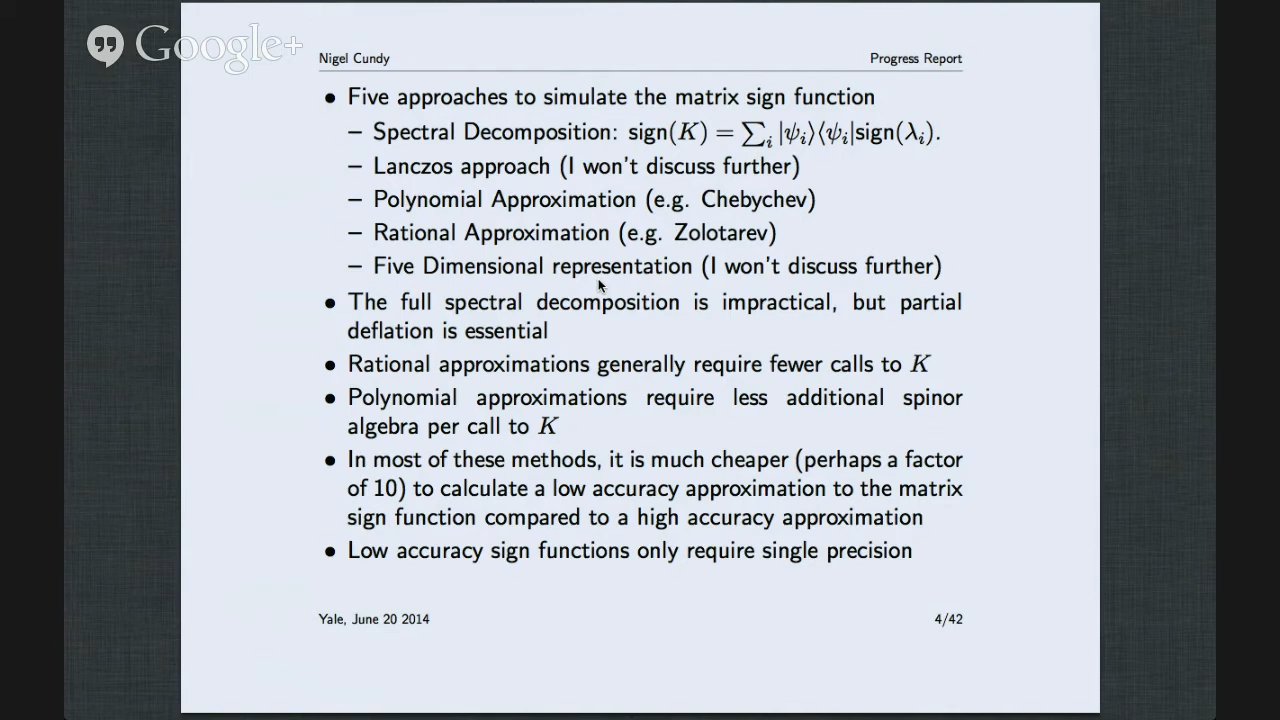 Google+
Nigel Cundy Progress Report
• Five approaches to simulate the matrix sign function
– Spectral Decomposition: sign(K) = ∑ᵢ |ψᵢ⟩⟨ψᵢ|sign(λᵢ).
– Lanczos approach (I won't discuss further)
– Polynomial Approximation (e.g. Chebychev)
– Rational Approximation (e.g. Zolotarev)
– Five Dimensional representation (I won't discuss further)
• The full spectral decomposition is impractical, but partial
deflation is essential
• Rational approximations generally require fewer calls to K
• Polynomial approximations require less additional spinor
algebra per call to K
• In most of these methods, it is much cheaper (perhaps a factor
of 10) to calculate a low accuracy approximation to the matrix
sign function compared to a high accuracy approximation
• Low accuracy sign functions only require single precision
Yale, June 20 2014 4/42